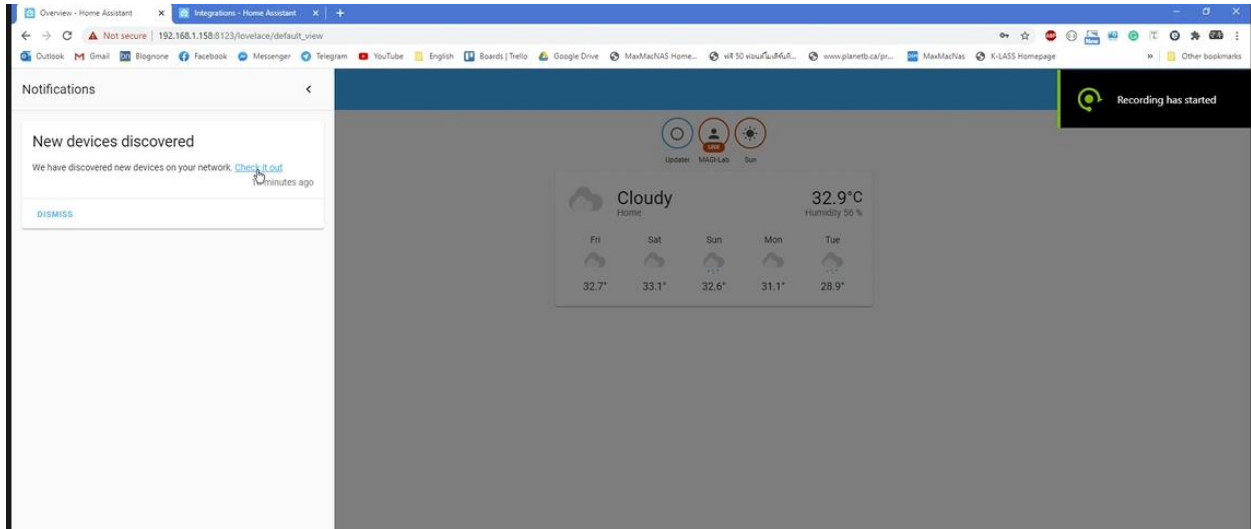 Overview - Home Assistant
Integrations - Home Assistant
Not secure | 192.168.1.158:8123/lovelace/default_view
Outlook Gmail Blognone Facebook Messenger Telegram YouTube English Boards | Trello Google Drive MaxMacNAS Home... www.planetb.ca/pr... MaxMacNas K-LASS Homepage » Other bookmarks
Notifications
Recording has started
New devices discovered
We have discovered new devices on your network. Check it out
minutes ago
DISMISS
Updater MAGI-Lab Sun
Cloudy 32.9°C
Home Humidity 56 %
Fri Sat Sun Mon Tue
32.7° 33.1° 32.6° 31.1° 28.9°